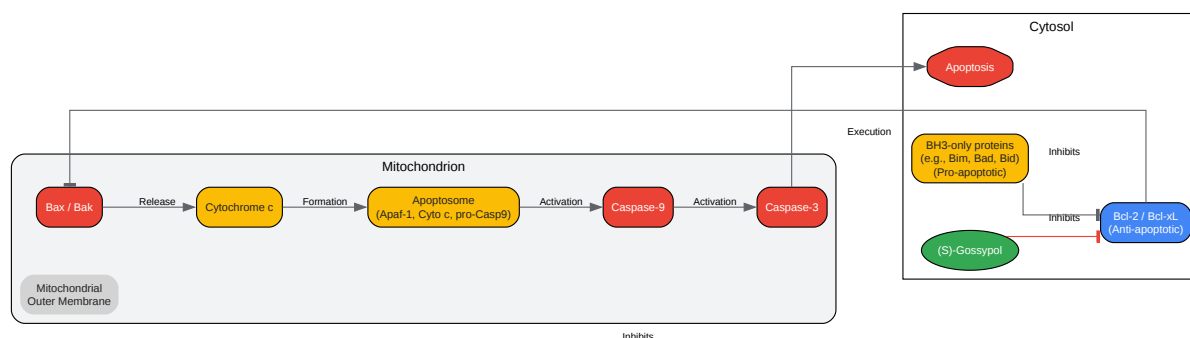 Cytosol
Apoptosis
Execution
BH3-only proteins
(e.g., Bim, Bad, Bid)
(Pro-apoptotic)
Inhibits
Mitochondrion
Bax / Bak
Release
Cytochrome c
Formation
Apoptosome
(Apaf-1, Cyto c, pro-Casp9)
Activation
Caspase-9
Activation
Caspase-3
Inhibits
Bcl-2 / Bcl-xL
(Anti-apoptotic)
(S)-Gossypol
Mitochondrial
Outer Membrane
Inhibits